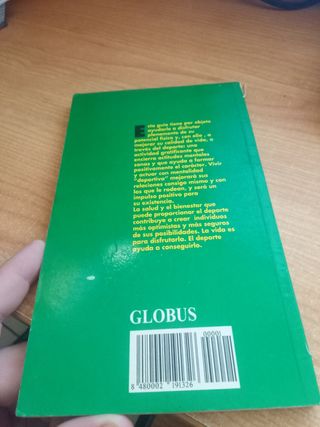 Esta guía tiene por objeto
ayudarle a disfrutar
plenamente de su
potencial físico y, con ello, a
mejorar su calidad de vida, a
través del deporte: una
actividad gratificante que
encierra actitudes mentales
sanas y que ayuda a formar
positivamente el carácter. Vivir
y actuar con mentalidad
"deportiva" mejorará sus
relaciones consigo mismo y con
los que le rodean, y será un
impulso positivo para
su existencia.
La salud y el bienestar que
puede proporcionar el deporte
contribuye a crear individuos
más optimistas y más seguros
de sus posibilidades. La vida es
para disfrutarla. El deporte
ayuda a conseguirlo.
GLOBUS
00001
8 480002 191326